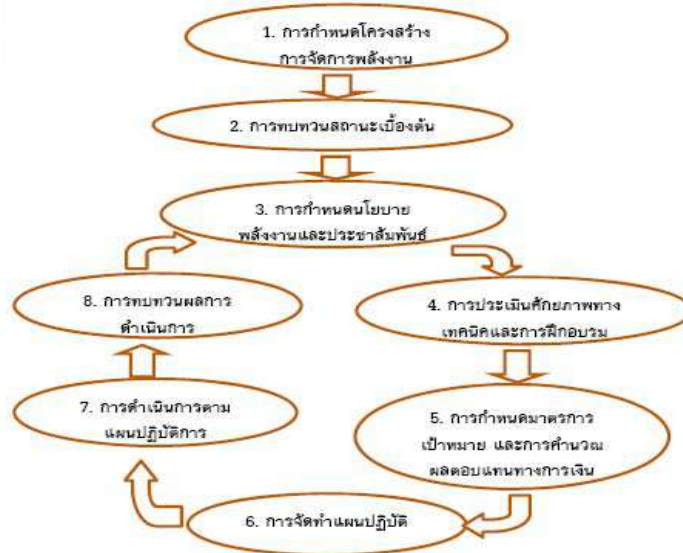 1. การกำหนดโครงสร้าง
การจัดการพลังงาน
2. การทบทวนสถานะเบื้องต้น
3. การกำหนดนโยบาย
พลังงานและประชาสัมพันธ์
4. การประเมินศักยภาพทาง
เทคนิคและการฝึกอบรม
5. การกำหนดมาตรการ
เป้าหมาย และการคำนวณ
ผลตอบแทนทางการเงิน
6. การจัดทำแผนปฏิบัติ
7. การดำเนินการตาม
แผนปฏิบัติการ
8. การทบทวนผลการ
ดำเนินการ